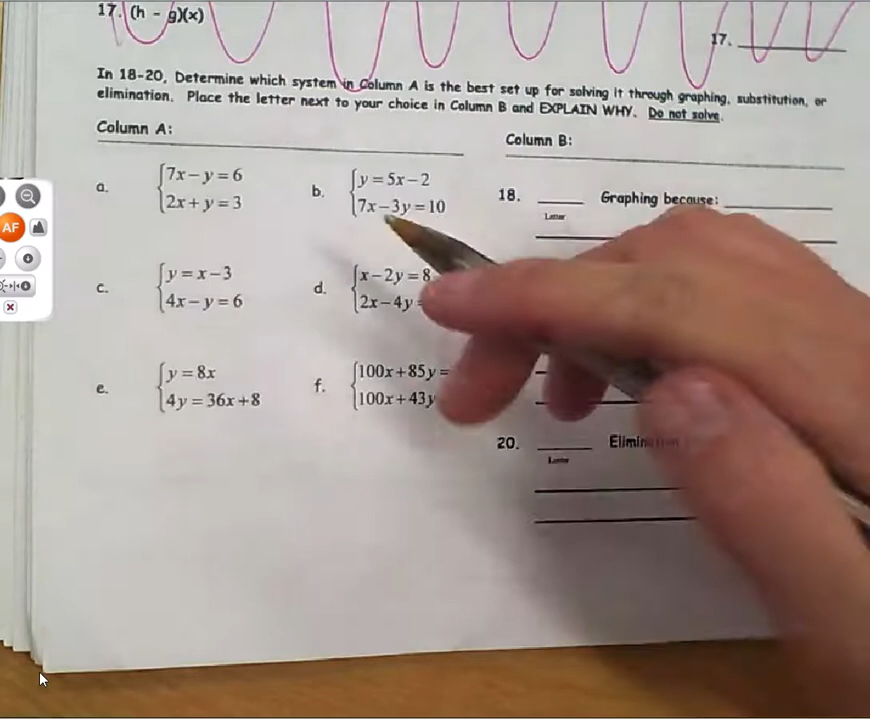 17. (h - g)(x)
17.
In 18-20, Determine which system in Column A is the best set up for solving it through graphing, substitution, or
elimination. Place the letter next to your choice in Column B and EXPLAIN WHY. Do not solve.
Column A:
Column B:
a. 7x-y=6
2x+y=3
b. y=5x-2
7x-3y=10
18. Graphing because:
Letter
c. y=x-3
4x-y=6
d. x-2y=8
2x-4y
e. y=8x
4y=36x+8
f. 100x+85y=
100x+43y
20.
Letter
AF